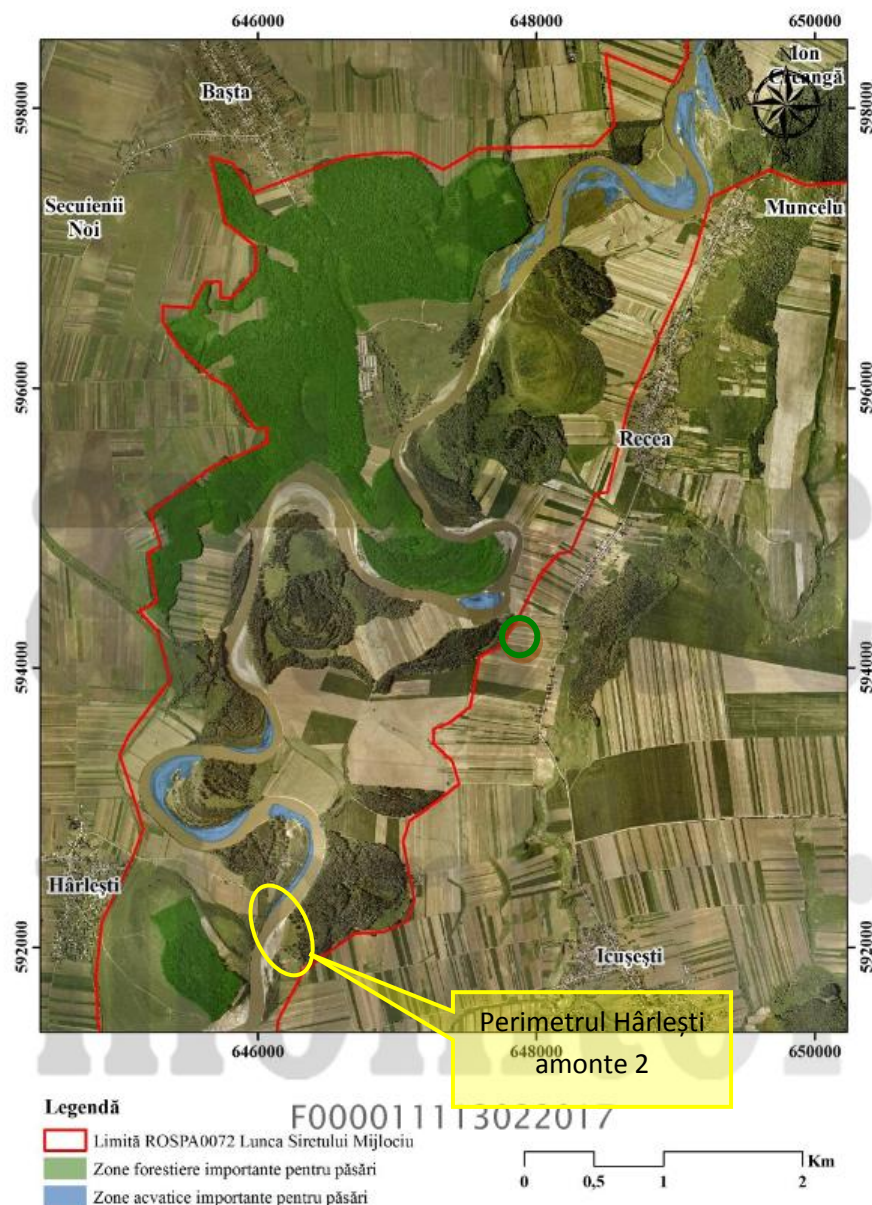 646000
648000
650000
598000
596000
594000
592000
598000
596000
594000
592000
Ion
Creangă
Bașta
Secuienii
Noi
Muncelu
Recea
Hârlești
Icușești
Perimetrul Hârlești
amonte 2
646000
648000
650000
Legendă
F000011113022017
Limită ROSPA0072 Lunca Siretului Mijlociu
Zone forestiere importante pentru păsări
Zone acvatice importante pentru păsări
Km
0
0,5
1
2